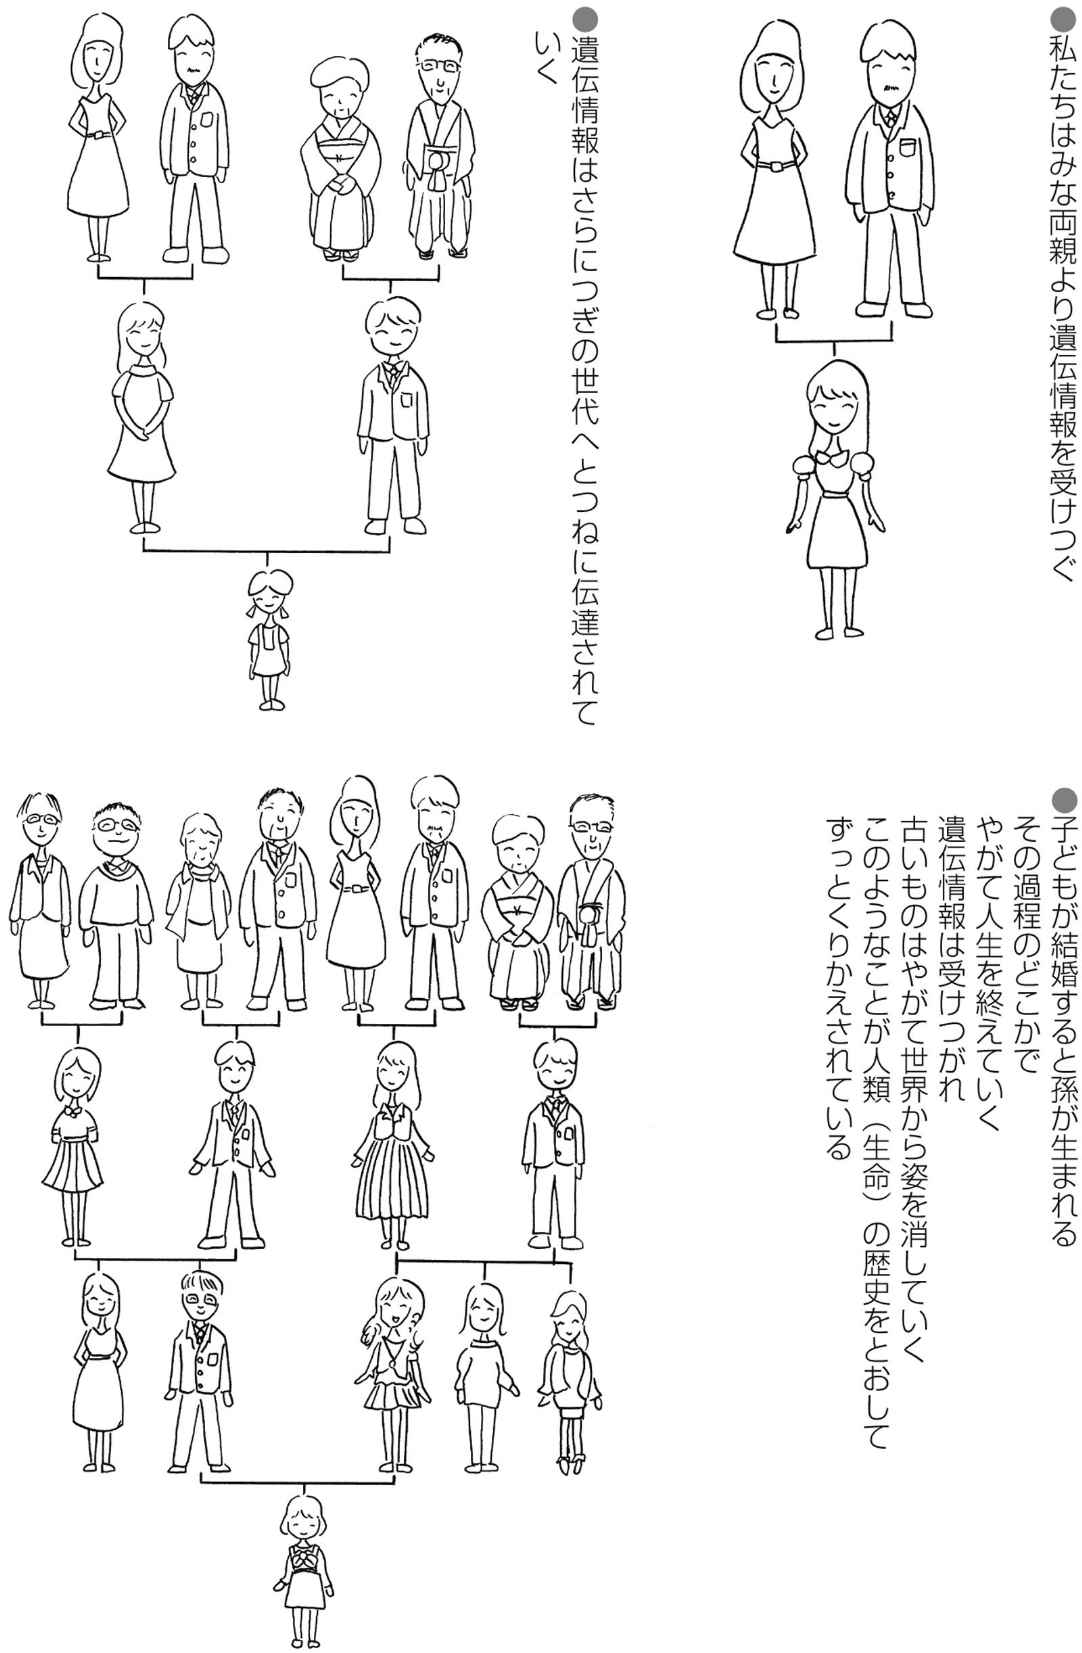 ●私たちはみな両親より遺伝情報を受けつぐ
●遺伝情報はさらにつぎの世代へとつねに伝達されて
いく
●子どもが結婚すると孫が生まれる
その過程のどこかで
やがて人生を終えていく
遺伝情報は受けつがれ
古いものはやがて世界から姿を消していく
このようなことが人類（生命）の歴史をとおして
ずっとくりかえされている